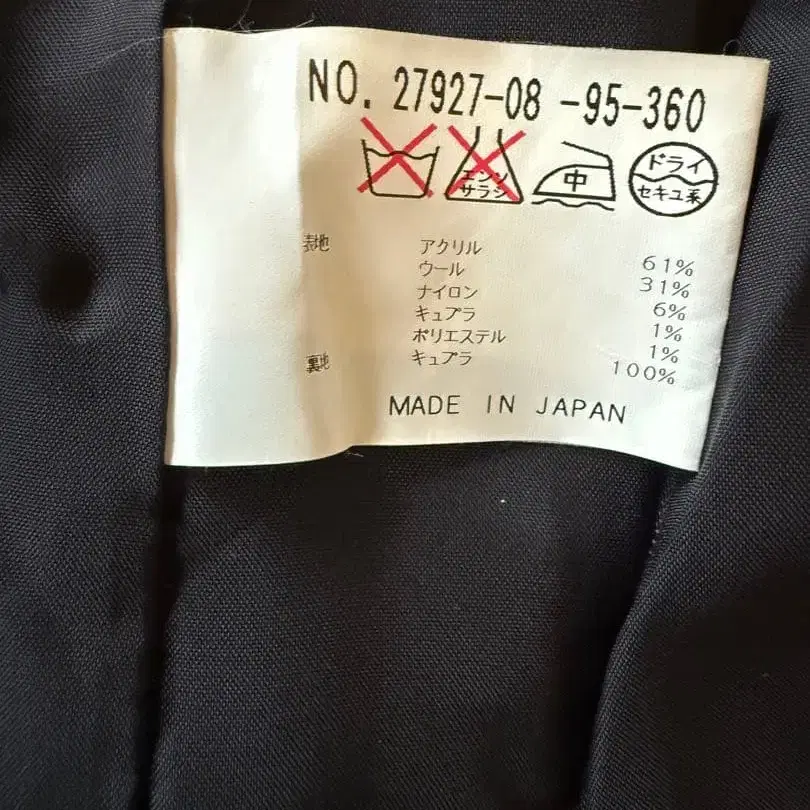 NO. 27927-08 -95-360
エンソ サラシ 中 ドライ セキユ系
表地 アクリル 61%
ウール 31%
ナイロン 6%
キュプラ 1%
ポリエステル 1%
裏地 キュプラ 100%
MADE IN JAPAN